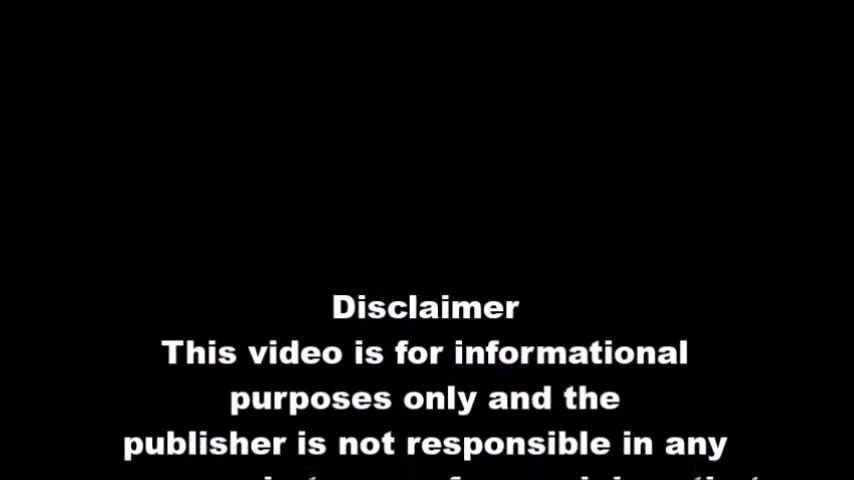 Disclaimer
This video is for informational
purposes only and the
publisher is not responsible in any